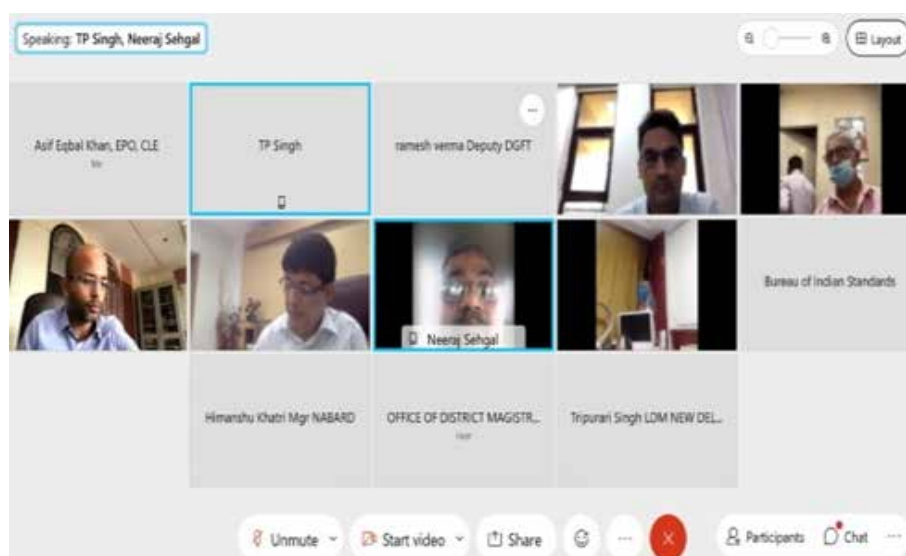 Speaking: TP Singh, Neeraj Sehgal
Layout
Asif Eqbal Khan, EPO, CLE
Me
TP Singh
ramesh verma Deputy DGFT
Neeraj Sehgal
Bureau of Indian Standards
Himanshu Khatri Mgr NABARD
OFFICE OF DISTRICT MAGISTR...
Host
Tripurari Singh LDM NEW DEL...
Unmute
Start video
Share
Participants
Chat